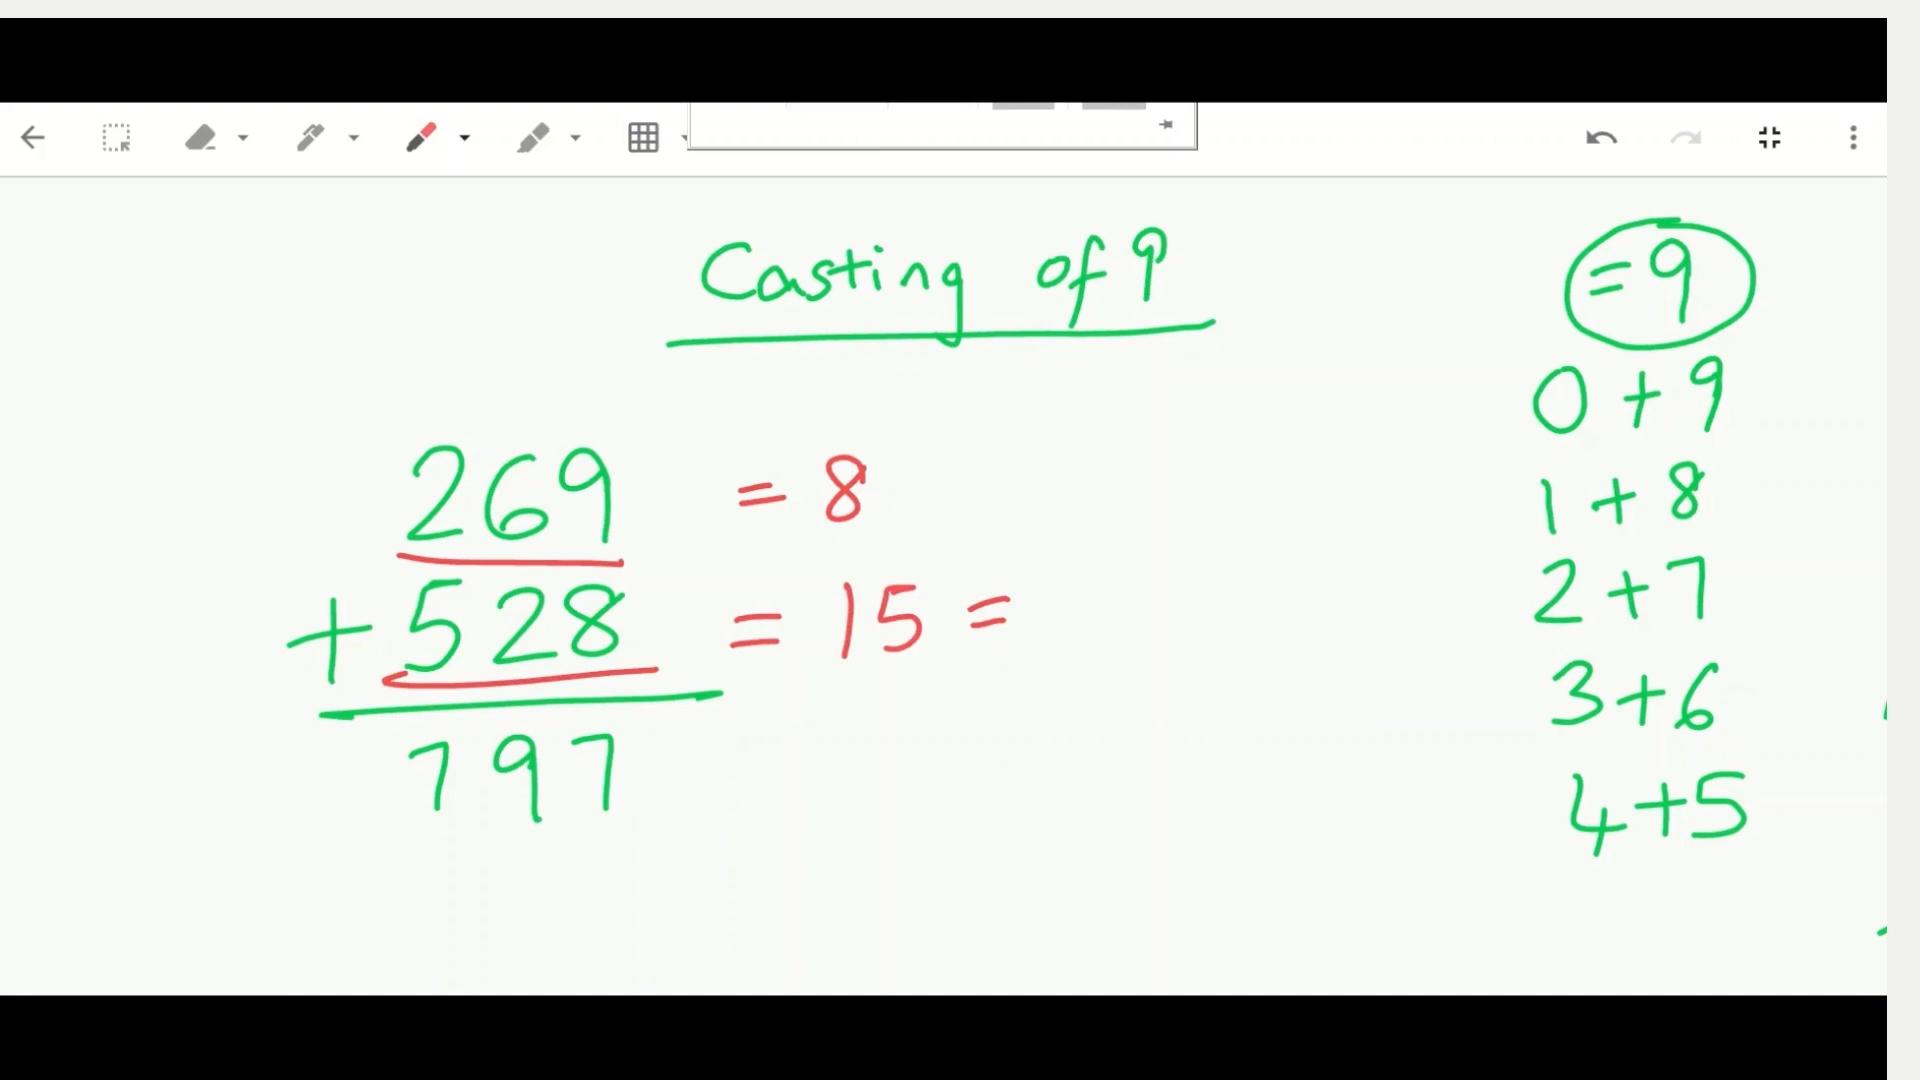 Casting of 9
269 = 8
+ 528 = 15 =
797
= 9
0 + 9
1 + 8
2 + 7
3 + 6
4 + 5